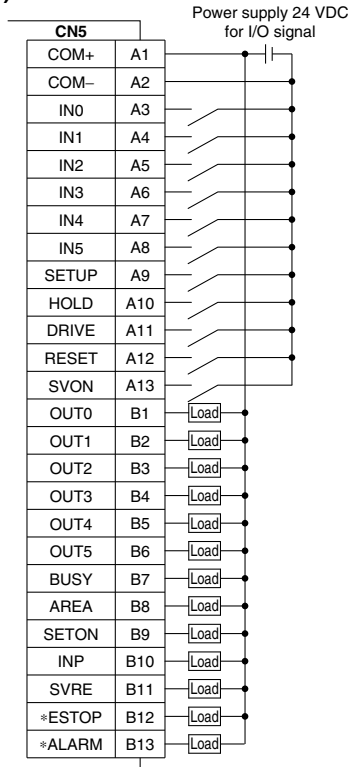 )
Power supply 24 VDC
for I/O signal
CN5
COM+ A1
COM− A2
IN0 A3
IN1 A4
IN2 A5
IN3 A6
IN4 A7
IN5 A8
SETUP A9
HOLD A10
DRIVE A11
RESET A12
SVON A13
OUT0 B1 Load
OUT1 B2 Load
OUT2 B3 Load
OUT3 B4 Load
OUT4 B5 Load
OUT5 B6 Load
BUSY B7 Load
AREA B8 Load
SETON B9 Load
INP B10 Load
SVRE B11 Load
∗ESTOP B12 Load
∗ALARM B13 Load